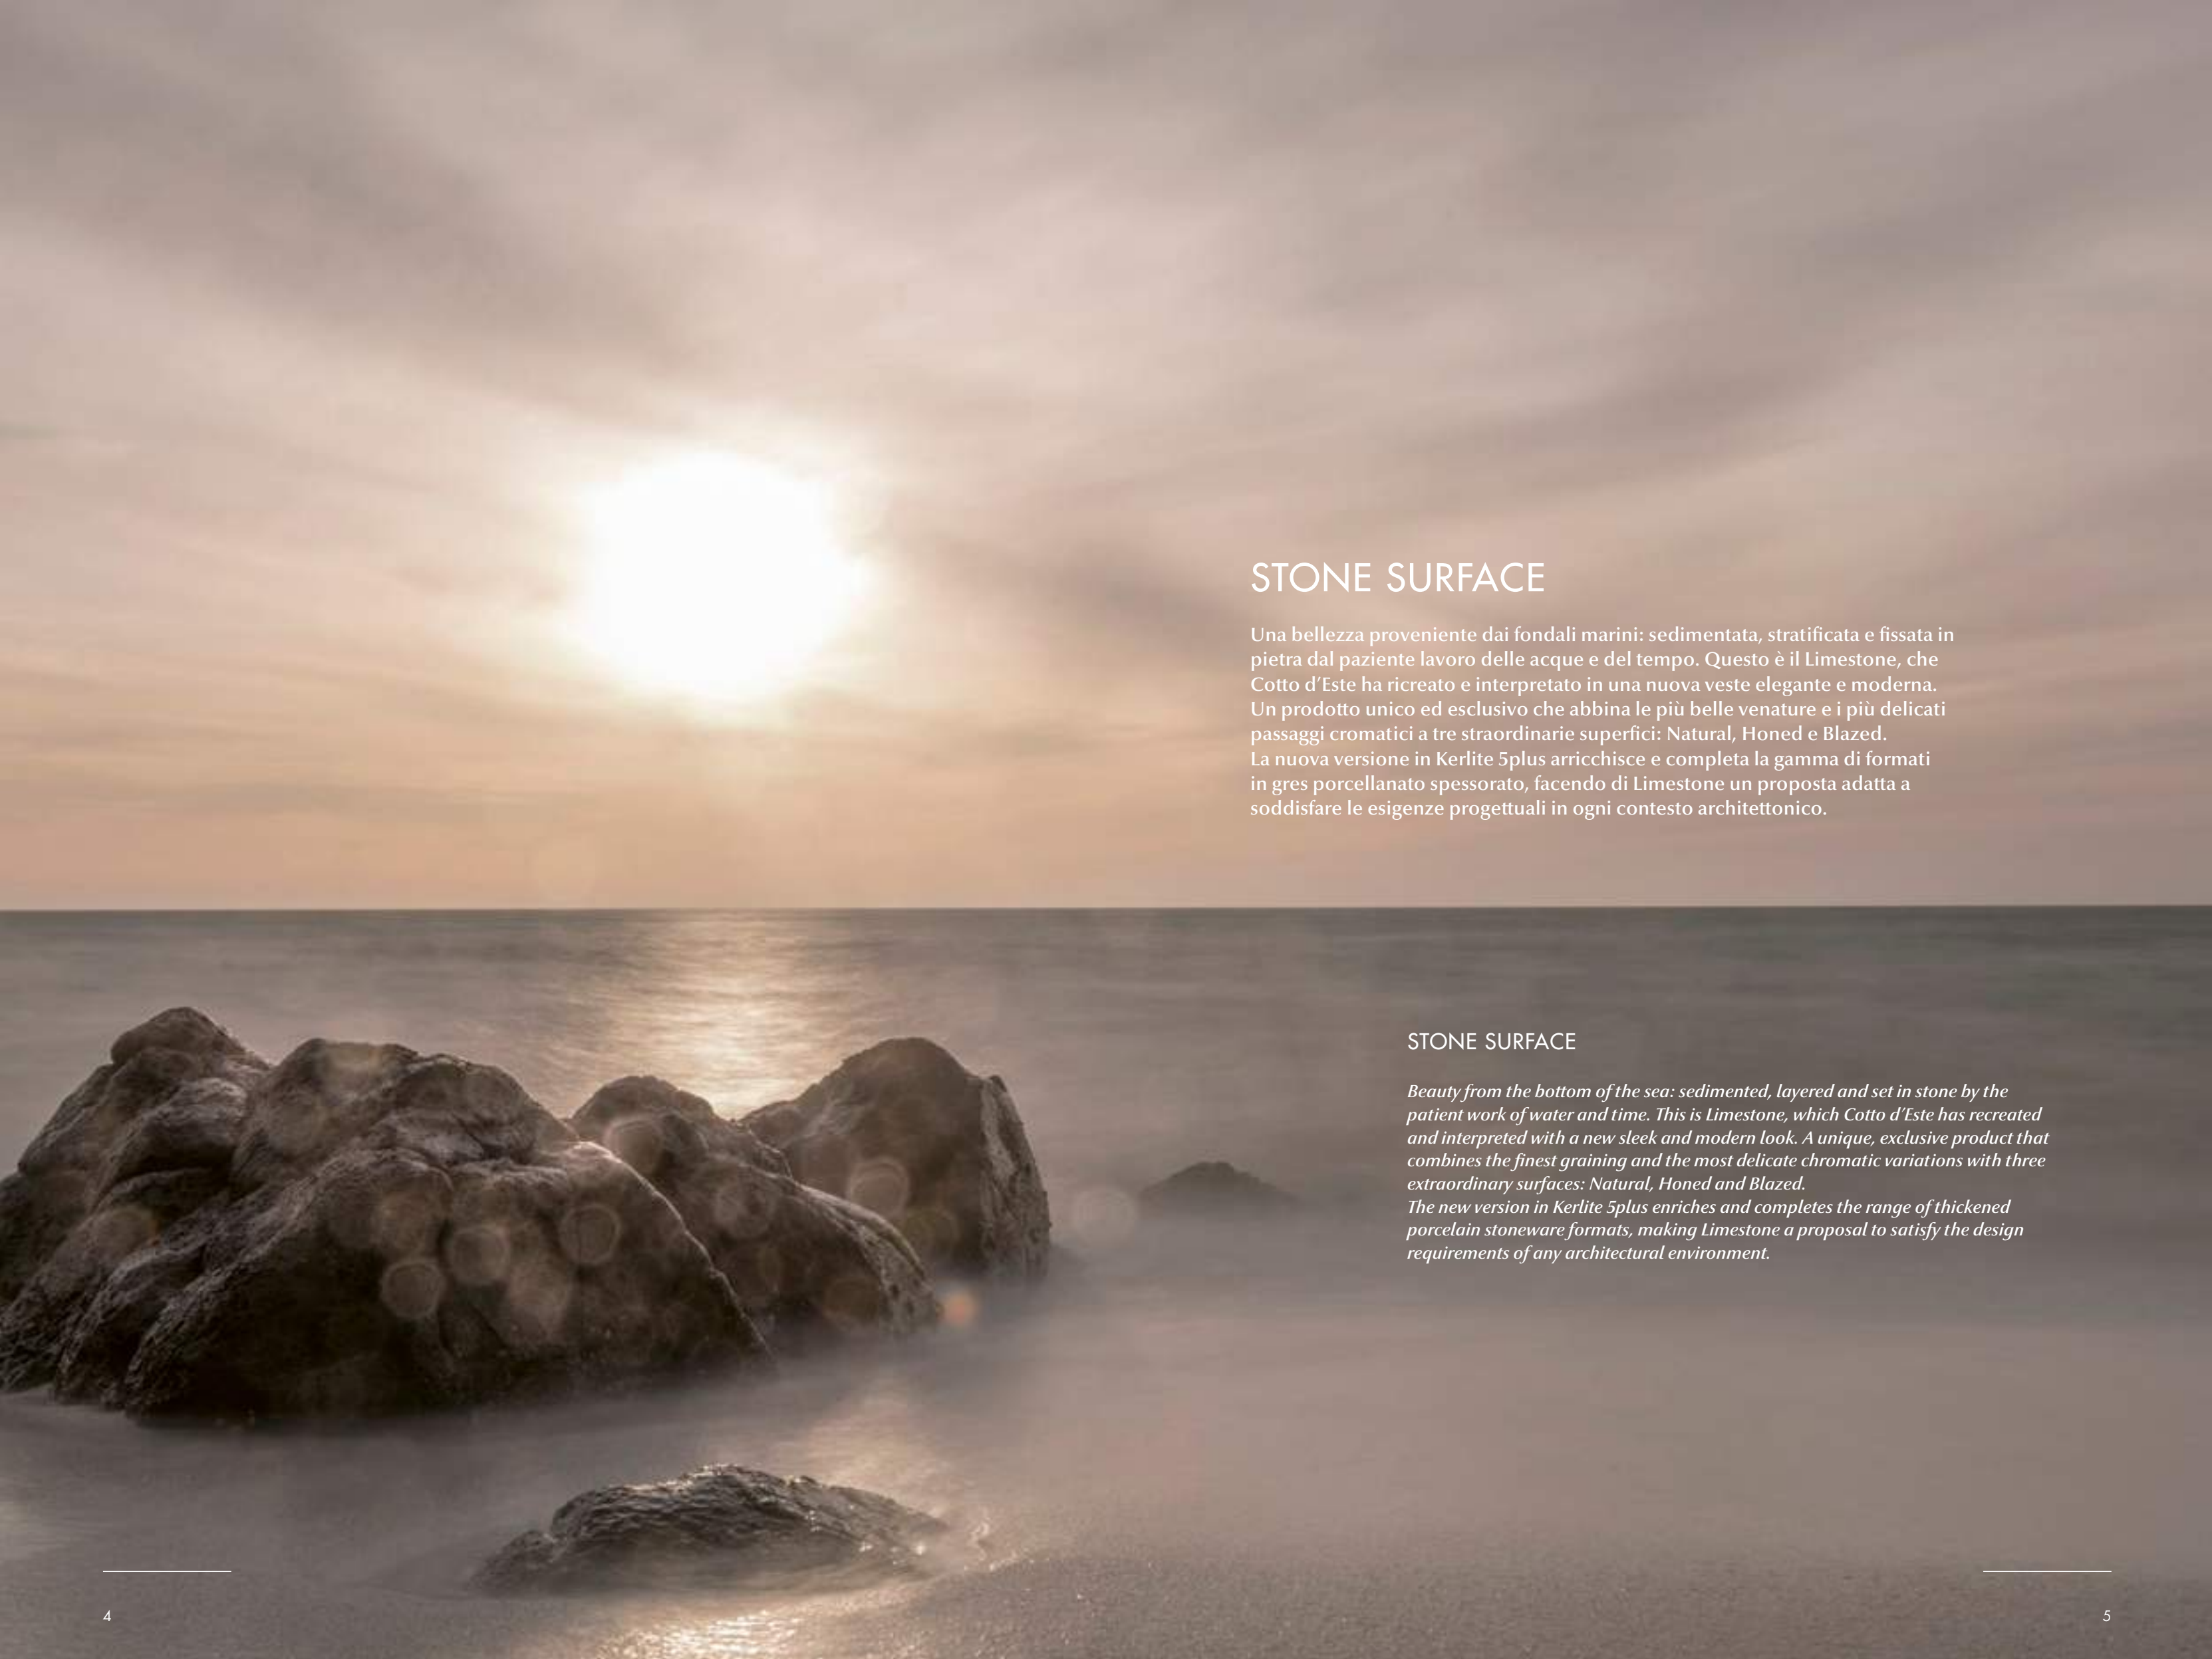 STONE SURFACE
Una bellezza proveniente dai fondali marini: sedimentata, stratificata e fissata in
pietra dal paziente lavoro delle acque e del tempo. Questo è il Limestone, che
Cotto d’Este ha ricreato e interpretato in una nuova veste elegante e moderna.
Un prodotto unico ed esclusivo che abbina le più belle venature e i più delicati
passaggi cromatici a tre straordinarie superfici: Natural, Honed e Blazed.
La nuova versione in Kerlite 5plus arricchisce e completa la gamma di formati
in gres porcellanato spessorato, facendo di Limestone un proposta adatta a
soddisfare le esigenze progettuali in ogni contesto architettonico.
STONE SURFACE
Beauty from the bottom of the sea: sedimented, layered and set in stone by the
patient work of water and time. This is Limestone, which Cotto d’Este has recreated
and interpreted with a new sleek and modern look. A unique, exclusive product that
combines the finest graining and the most delicate chromatic variations with three
extraordinary surfaces: Natural, Honed and Blazed.
The new version in Kerlite 5plus enriches and completes the range of thickened
porcelain stoneware formats, making Limestone a proposal to satisfy the design
requirements of any architectural environment.
4
5